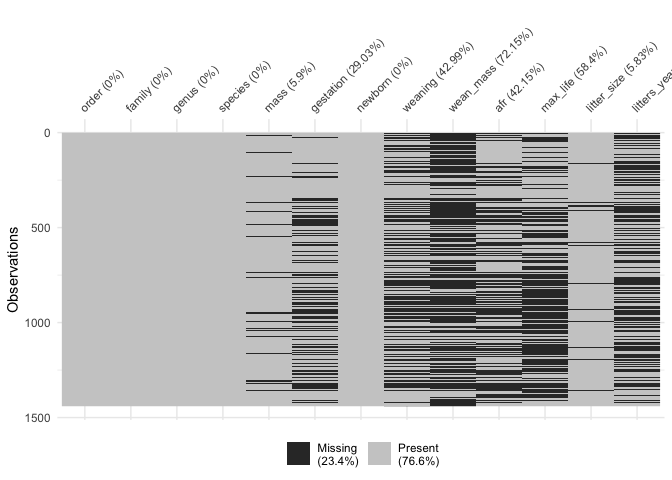 order (0%)
family (0%)
genus (0%)
species (0%)
mass (5.9%)
gestation (29.03%)
newborn (0%)
weaning (42.99%)
wean_mass (72.15%)
afr (42.15%)
max_life (58.4%)
litter_size (5.83%)
litters_year
0
500
1000
1500
Observations
Missing
(23.4%)
Present
(76.6%)